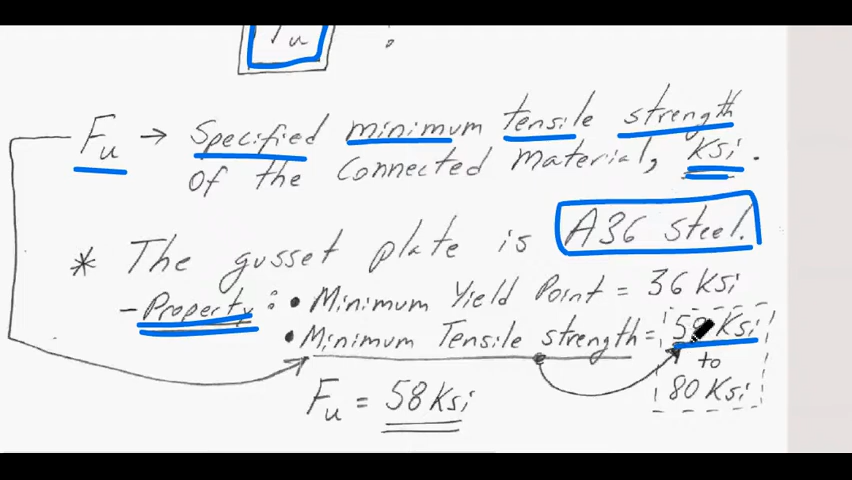 Fu :
Fu → Specified minimum tensile strength
of the connected material, Ksi.
* The gusset plate is A36 steel.
- Property : • Minimum Yield Point = 36 Ksi
• Minimum Tensile strength = 58 Ksi
to
80 Ksi
Fu = 58 Ksi